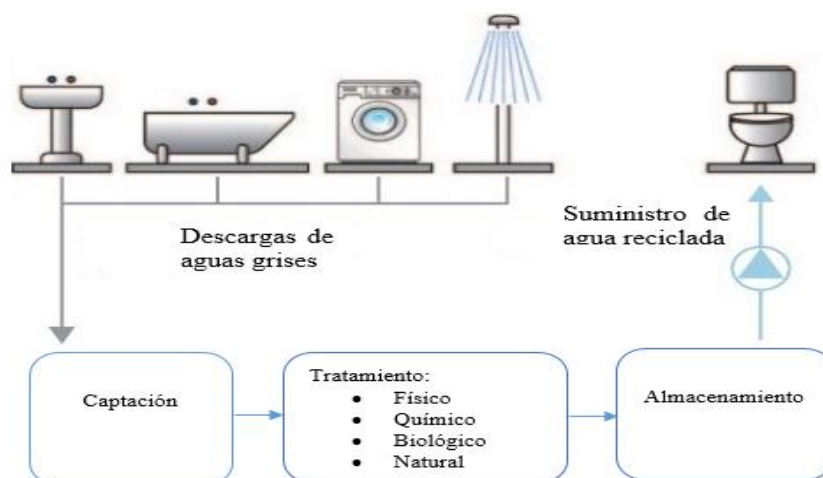 Descargas de
aguas grises
Suministro de
agua reciclada
Captación
Tratamiento:
• Físico
• Químico
• Biológico
• Natural
Almacenamiento